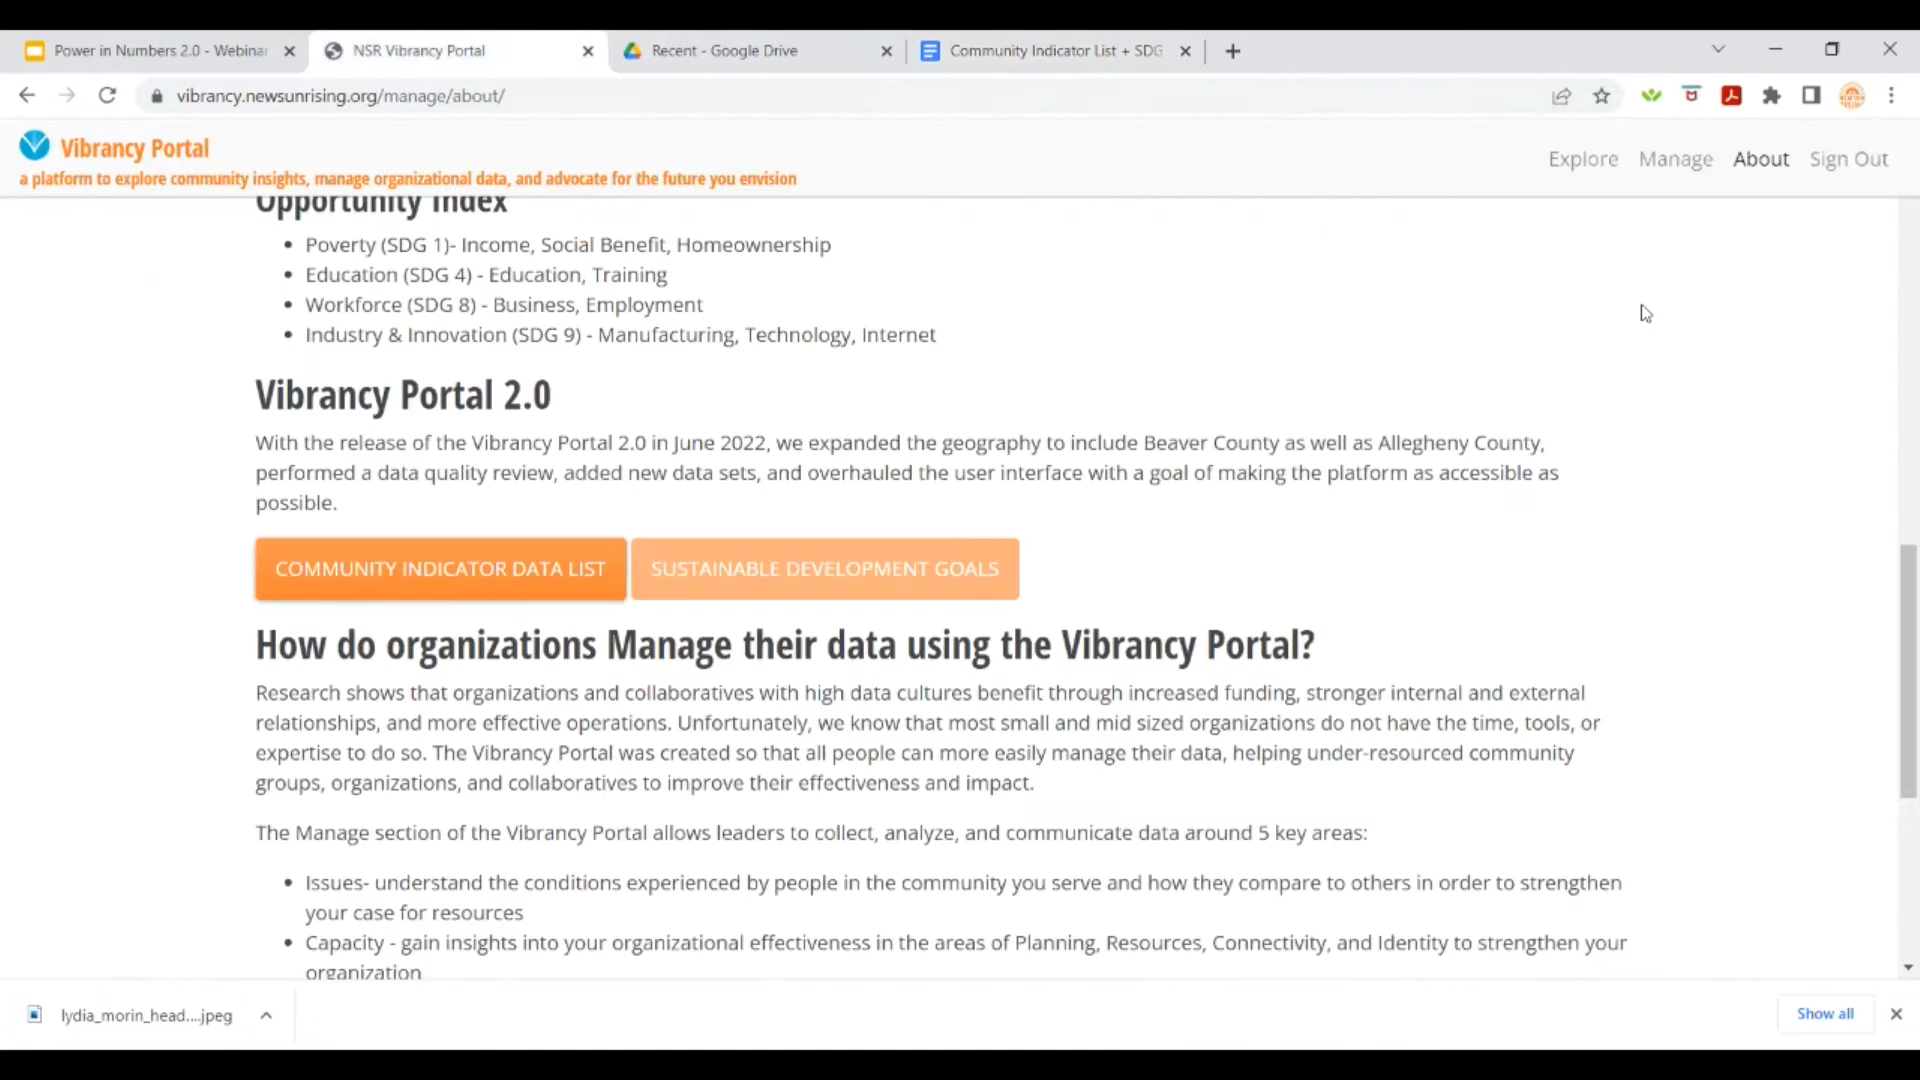 Power in Numbers 2.0 - Webinar
NSR Vibrancy Portal
Recent - Google Drive
Community Indicator List + SDG
vibrancy.newsunrising.org/manage/about/
Vibrancy Portal
a platform to explore community insights, manage organizational data, and advocate for the future you envision
Explore
Manage
About
Sign Out
Opportunity Index
• Poverty (SDG 1)- Income, Social Benefit, Homeownership
• Education (SDG 4) - Education, Training
• Workforce (SDG 8) - Business, Employment
• Industry & Innovation (SDG 9) - Manufacturing, Technology, Internet
Vibrancy Portal 2.0
With the release of the Vibrancy Portal 2.0 in June 2022, we expanded the geography to include Beaver County as well as Allegheny County,
performed a data quality review, added new data sets, and overhauled the user interface with a goal of making the platform as accessible as
possible.
COMMUNITY INDICATOR DATA LIST
SUSTAINABLE DEVELOPMENT GOALS
How do organizations Manage their data using the Vibrancy Portal?
Research shows that organizations and collaboratives with high data cultures benefit through increased funding, stronger internal and external
relationships, and more effective operations. Unfortunately, we know that most small and mid sized organizations do not have the time, tools, or
expertise to do so. The Vibrancy Portal was created so that all people can more easily manage their data, helping under-resourced community
groups, organizations, and collaboratives to improve their effectiveness and impact.
The Manage section of the Vibrancy Portal allows leaders to collect, analyze, and communicate data around 5 key areas:
• Issues- understand the conditions experienced by people in the community you serve and how they compare to others in order to strengthen
your case for resources
• Capacity - gain insights into your organizational effectiveness in the areas of Planning, Resources, Connectivity, and Identity to strengthen your
organization
lydia_morin_head....jpeg
Show all